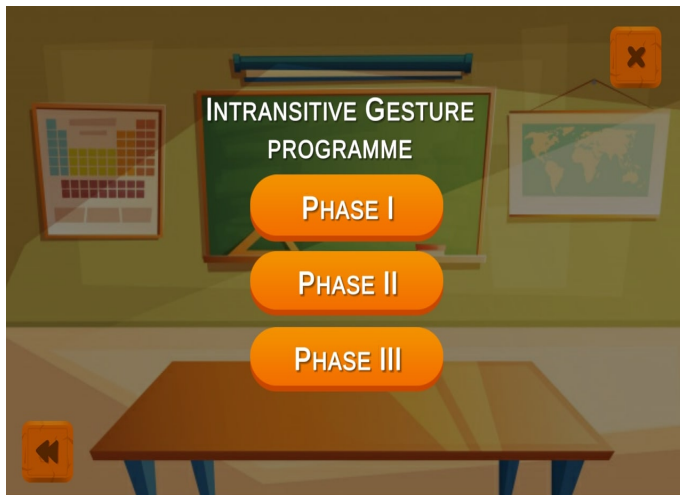 Intransitive Gesture
programme
Phase I
Phase II
Phase III